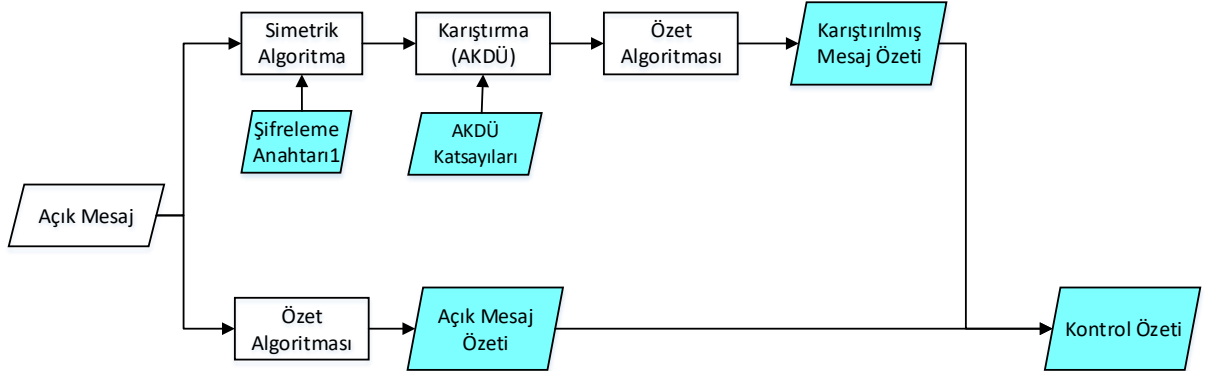 Simetrik
Algoritma
Karıştırma
(AKDÜ)
Özet
Algoritması
Karıştırılmış
Mesaj Özeti
Şifreleme
Anahtarı1
AKDÜ
Katsayıları
Açık Mesaj
Özet
Algoritması
Açık Mesaj
Özeti
Kontrol Özeti